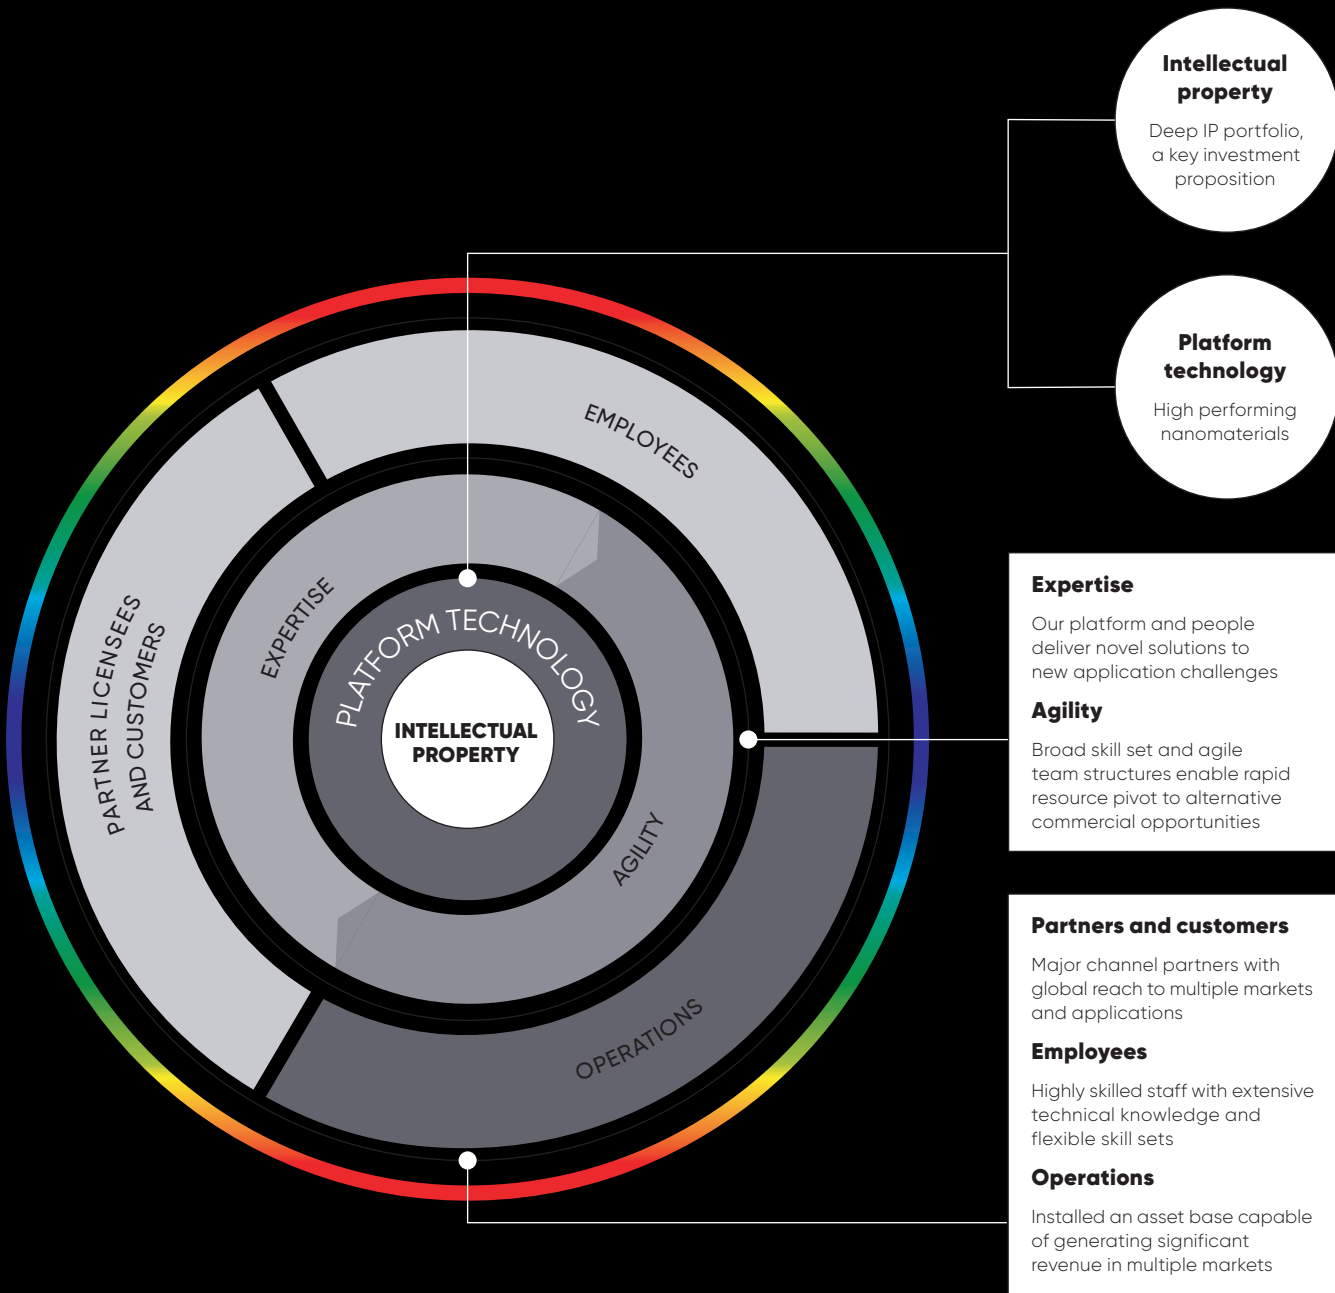 Intellectual
property
Deep IP portfolio,
a key investment
proposition
Platform
technology
High performing
nanomaterials
EMPLOYEES
PARTNER LICENSEES
AND CUSTOMERS
EXPERTISE
PLATFORM TECHNOLOGY
INTELLECTUAL
PROPERTY
AGILITY
OPERATIONS
Expertise
Our platform and people
deliver novel solutions to
new application challenges
Agility
Broad skill set and agile
team structures enable rapid
resource pivot to alternative
commercial opportunities
Partners and customers
Major channel partners with
global reach to multiple markets
and applications
Employees
Highly skilled staff with extensive
technical knowledge and
flexible skill sets
Operations
Installed an asset base capable
of generating significant
revenue in multiple markets